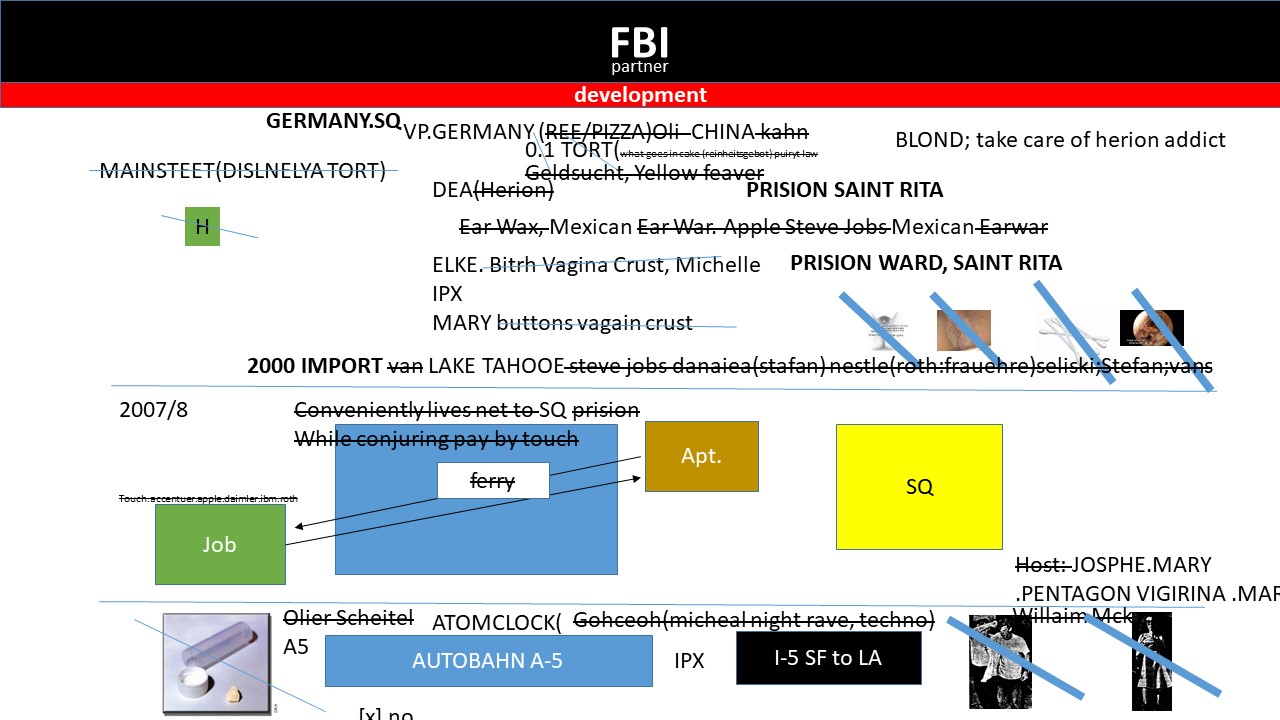 FBI
partner
development
GERMANY.SQ
.VP.GERMANY (REE/PIZZA)Oli CHINA kahn
0.1 TORT(what goes in cake (reinheitsgebot) puiryt law
BLOND; take care of herion addict
MAINSTEET(DISLNELYA TORT)
Geldsucht, Yellow feaver
DEA(Herion)
PRISION SAINT RITA
H
Ear Wax, Mexican Ear War. Apple Steve Jobs Mexican Earwar
ELKE. Bitrh Vagina Crust, Michelle
PRISION WARD, SAINT RITA
IPX
MARY buttons vagain crust
2000 IMPORT van LAKE TAHOOE steve jobs danaiea(stafan) nestle(roth:frauehre)seliski;Stefan;vans
2007/8
Conveniently lives net to SQ prision
While conjuring pay by touch
Apt.
ferry
SQ
Touch.accentuer.apple.daimler.ibm.roth
Job
Host: JOSPHE.MARY
.PENTAGON VIGIRINA .MAR
Willaim Mck
Olier Scheitel
ATOMCLOCK(
Gohceoh(micheal night rave, techno)
A5
AUTOBAHN A-5
IPX
I-5 SF to LA
[x] no